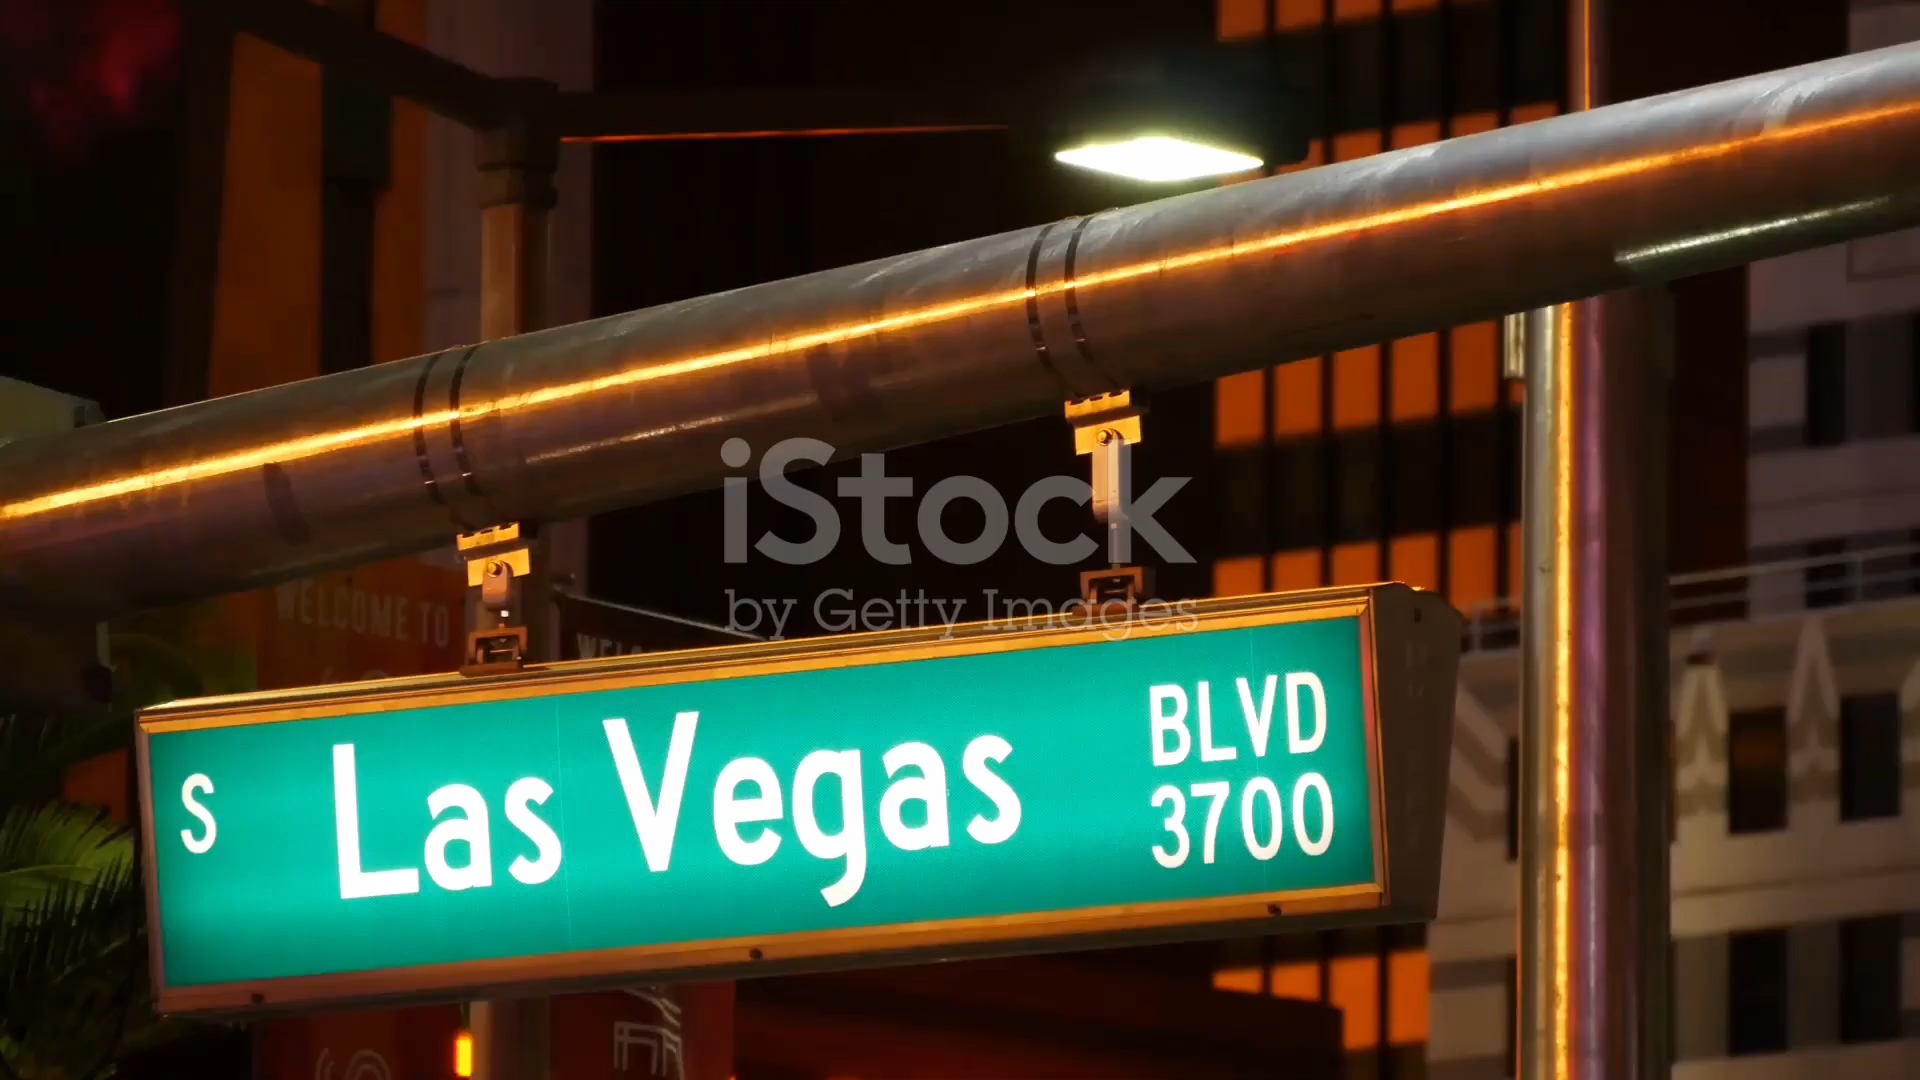 iStock
by Getty Images
WELCOME TO
S Las Vegas BLVD
3700